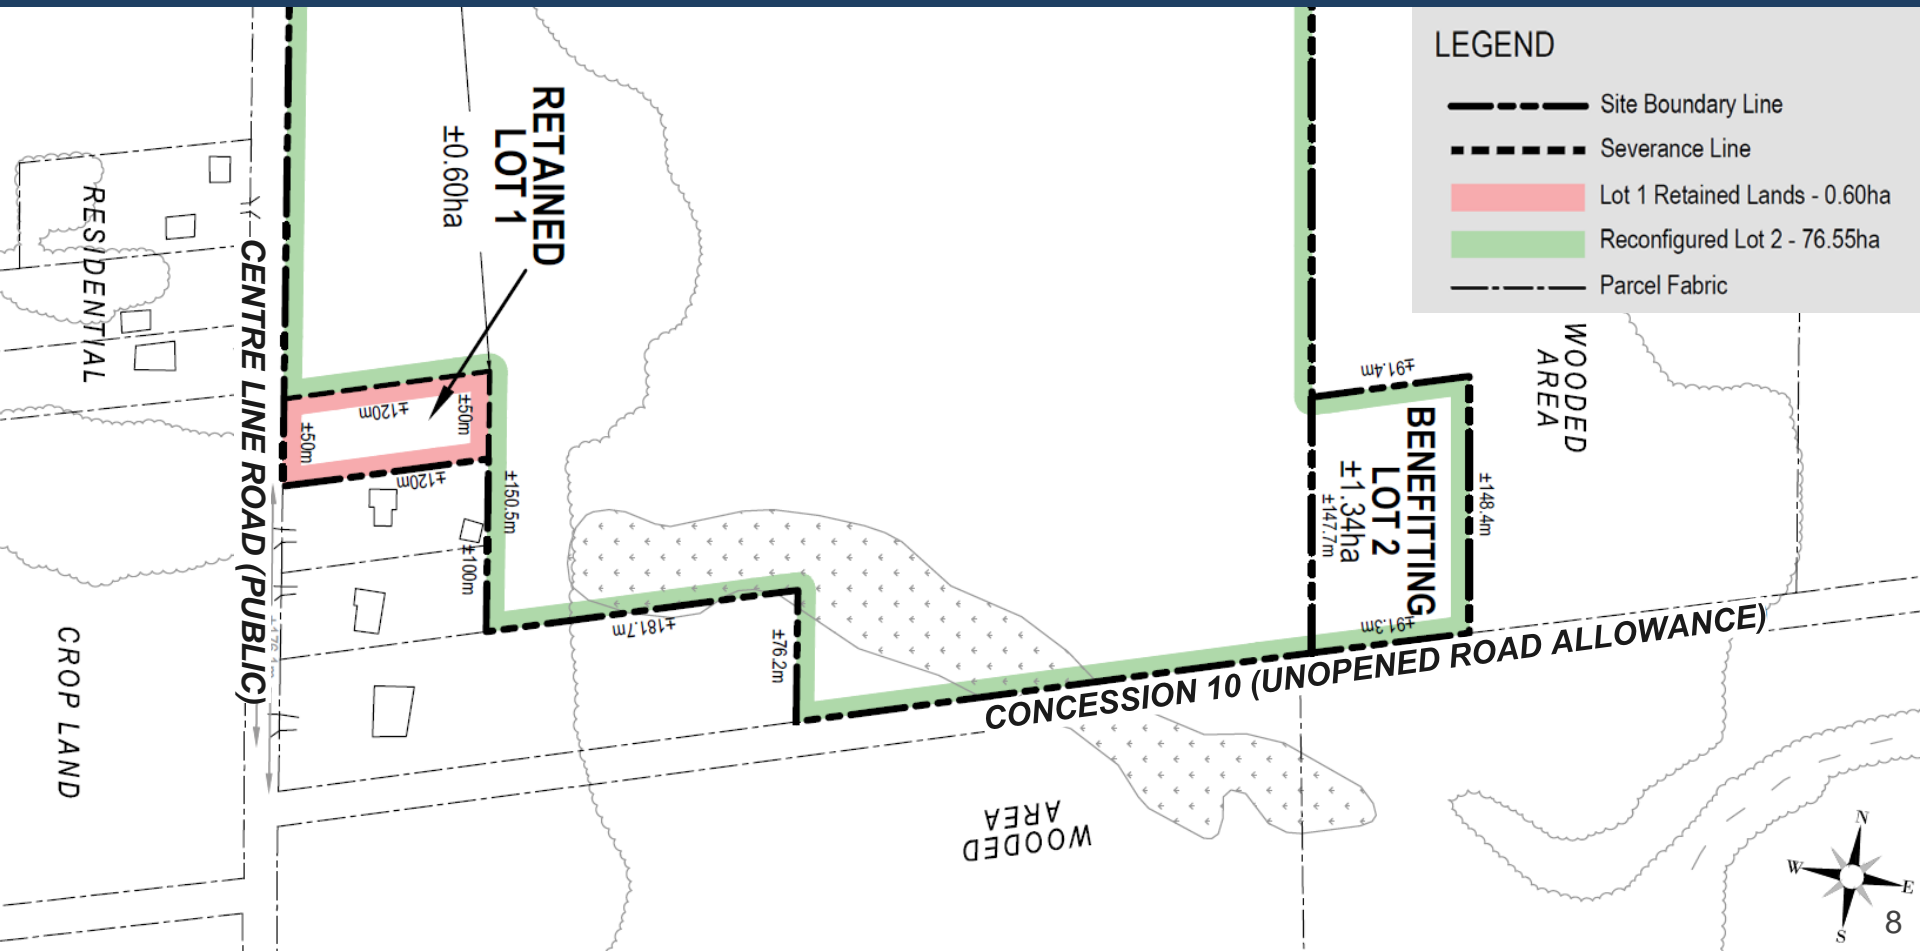 LEGEND
Site Boundary Line
Severance Line
Lot 1 Retained Lands - 0.60ha
Reconfigured Lot 2 - 76.55ha
Parcel Fabric
RETAINED
LOT 1
±0.60ha
RESIDENTIAL
CENTRE LINE ROAD (PUBLIC)
CROP LAND
±120m
±50m
±50m
±120m
±150.5m
±100m
±181.7m
±76.2m
±91.4m
BENEFITTING
LOT 2
±1.34ha
±147.7m
±148.4m
±91.3m
WOODED
AREA
CONCESSION 10 (UNOPENED ROAD ALLOWANCE)
WOODED
AREA
N
W
E
S
8